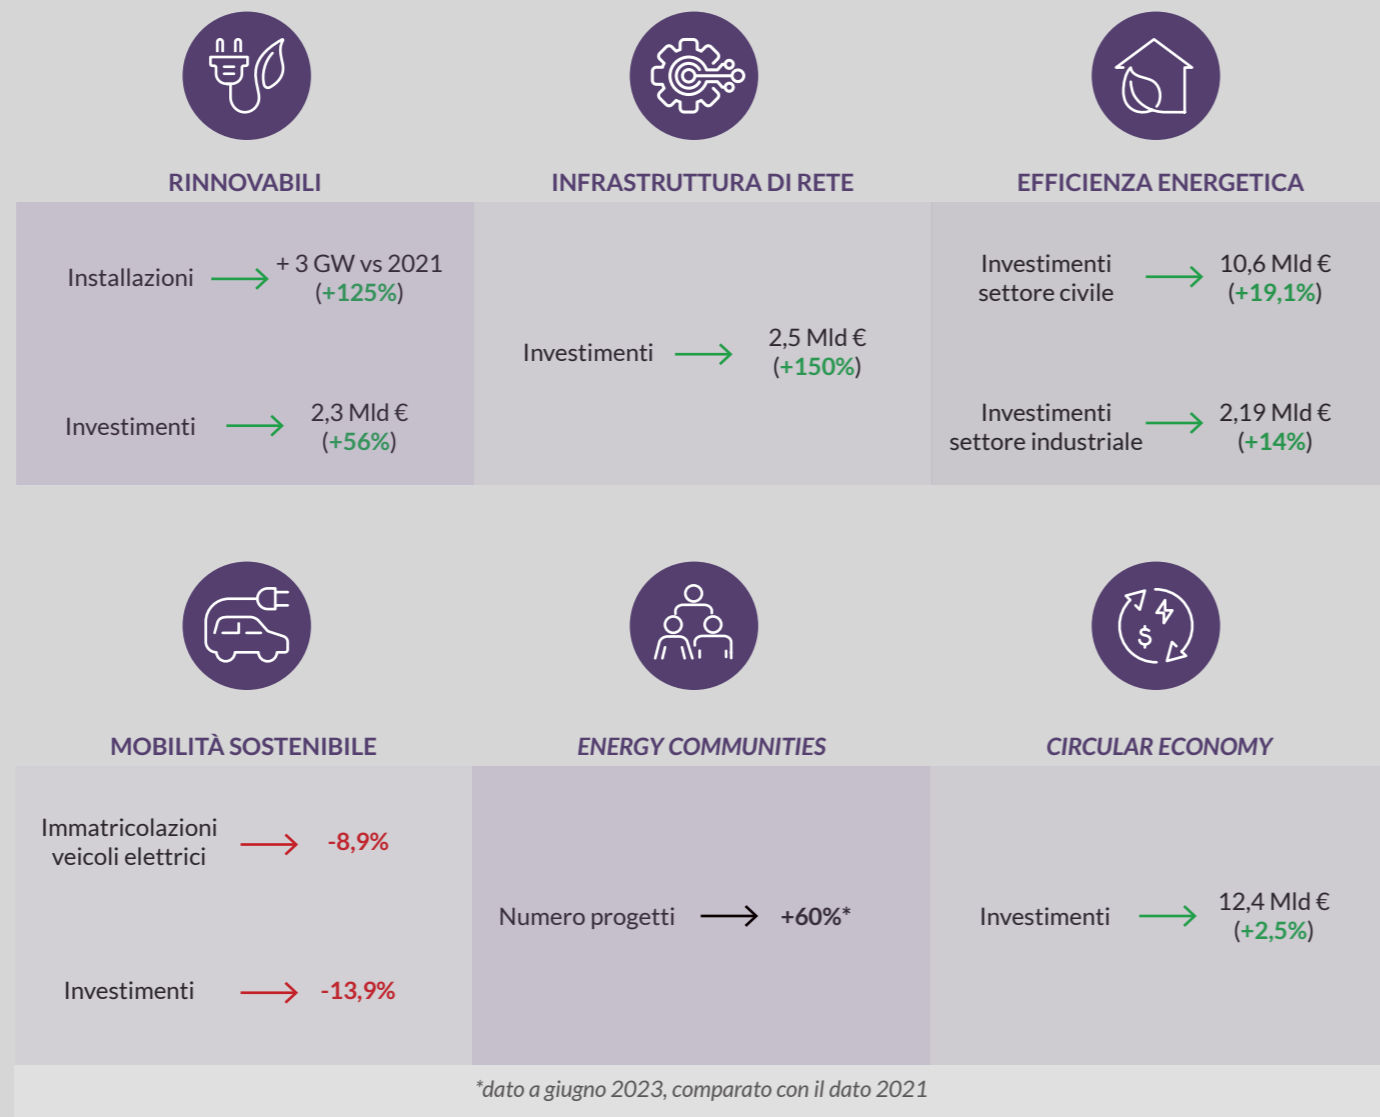 RINNOVABILI
Installazioni
+ 3 GW vs 2021
(+125%)
Investimenti
2,3 Mld €
(+56%)
INFRASTRUTTURA DI RETE
Investimenti
2,5 Mld €
(+150%)
EFFICIENZA ENERGETICA
Investimenti
settore civile
10,6 Mld €
(+19,1%)
Investimenti
settore industriale
2,19 Mld €
(+14%)
MOBILITÀ SOSTENIBILE
Immatricolazioni
veicoli elettrici
-8,9%
Investimenti
-13,9%
ENERGY COMMUNITIES
Numero progetti
+60%*
$
CIRCULAR ECONOMY
Investimenti
12,4 Mld €
(+2,5%)
*dato a giugno 2023, comparato con il dato 2021